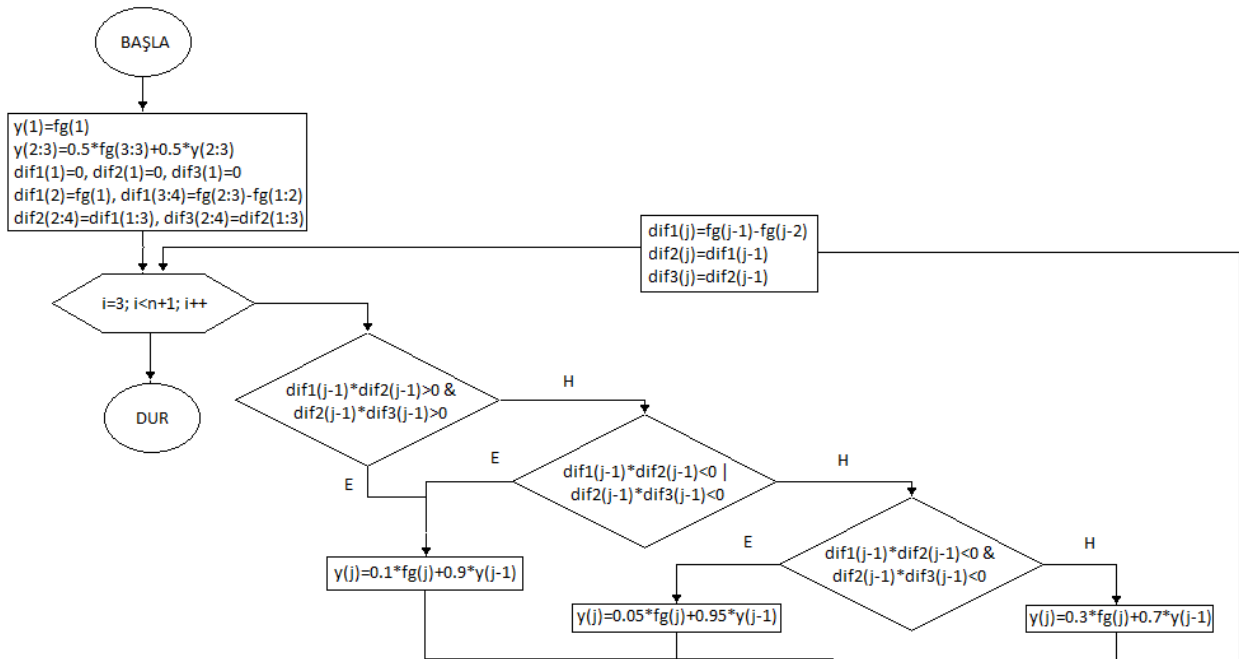 BAŞLA
y(1)=fg(1)
y(2:3)=0.5*fg(3:3)+0.5*y(2:3)
dif1(1)=0, dif2(1)=0, dif3(1)=0
dif1(2)=fg(1), dif1(3:4)=fg(2:3)-fg(1:2)
dif2(2:4)=dif1(1:3), dif3(2:4)=dif2(1:3)
dif1(j)=fg(j-1)-fg(j-2)
dif2(j)=dif1(j-1)
dif3(j)=dif2(j-1)
i=3; i<n+1; i++
DUR
dif1(j-1)*dif2(j-1)>0 &
dif2(j-1)*dif3(j-1)>0
H
E
dif1(j-1)*dif2(j-1)<0 |
dif2(j-1)*dif3(j-1)<0
E
H
y(j)=0.1*fg(j)+0.9*y(j-1)
dif1(j-1)*dif2(j-1)<0 &
dif2(j-1)*dif3(j-1)<0
E
H
y(j)=0.05*fg(j)+0.95*y(j-1)
y(j)=0.3*fg(j)+0.7*y(j-1)